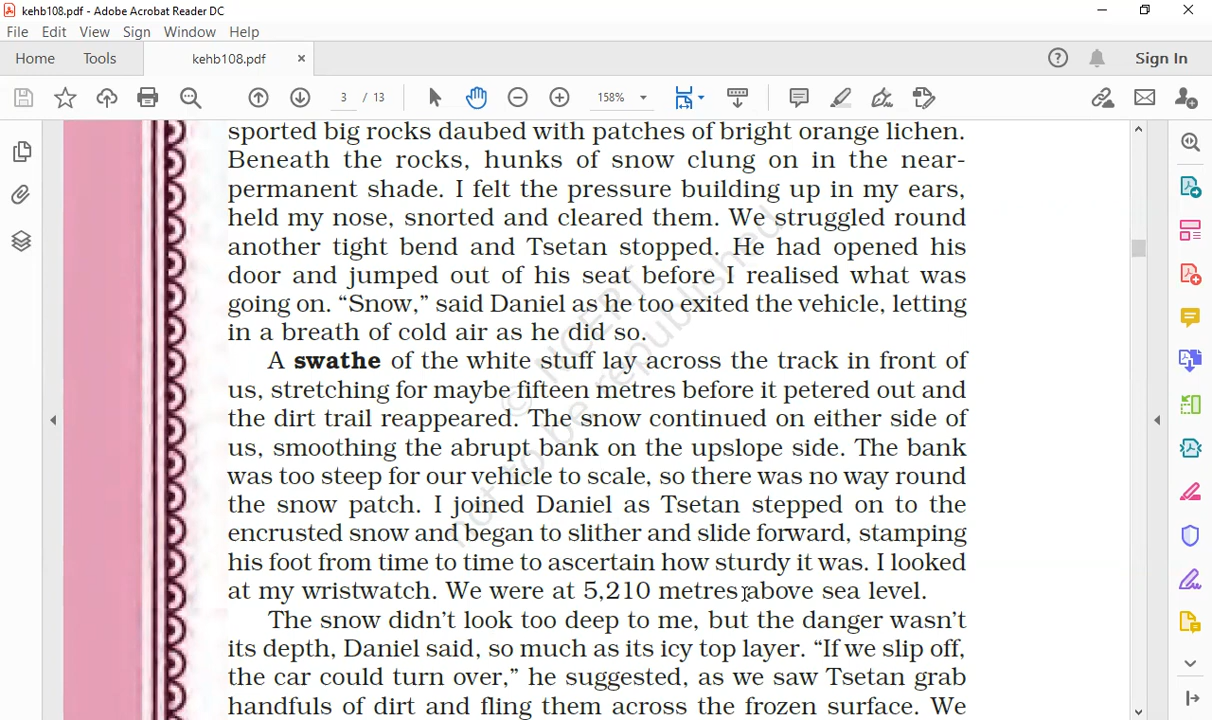 kehb108.pdf - Adobe Acrobat Reader DC
File Edit View Sign Window Help
Home Tools kehb108.pdf × Sign In
3 / 13 158%
sported big rocks daubed with patches of bright orange lichen.
Beneath the rocks, hunks of snow clung on in the near-
permanent shade. I felt the pressure building up in my ears,
held my nose, snorted and cleared them. We struggled round
another tight bend and Tsetan stopped. He had opened his
door and jumped out of his seat before I realised what was
going on. “Snow,” said Daniel as he too exited the vehicle, letting
in a breath of cold air as he did so.
A swathe of the white stuff lay across the track in front of
us, stretching for maybe fifteen metres before it petered out and
the dirt trail reappeared. The snow continued on either side of
us, smoothing the abrupt bank on the upslope side. The bank
was too steep for our vehicle to scale, so there was no way round
the snow patch. I joined Daniel as Tsetan stepped on to the
encrusted snow and began to slither and slide forward, stamping
his foot from time to time to ascertain how sturdy it was. I looked
at my wristwatch. We were at 5,210 metres above sea level.
The snow didn’t look too deep to me, but the danger wasn’t
its depth, Daniel said, so much as its icy top layer. “If we slip off,
the car could turn over,” he suggested, as we saw Tsetan grab
handfuls of dirt and fling them across the frozen surface. We
© NCERT
not to be republished